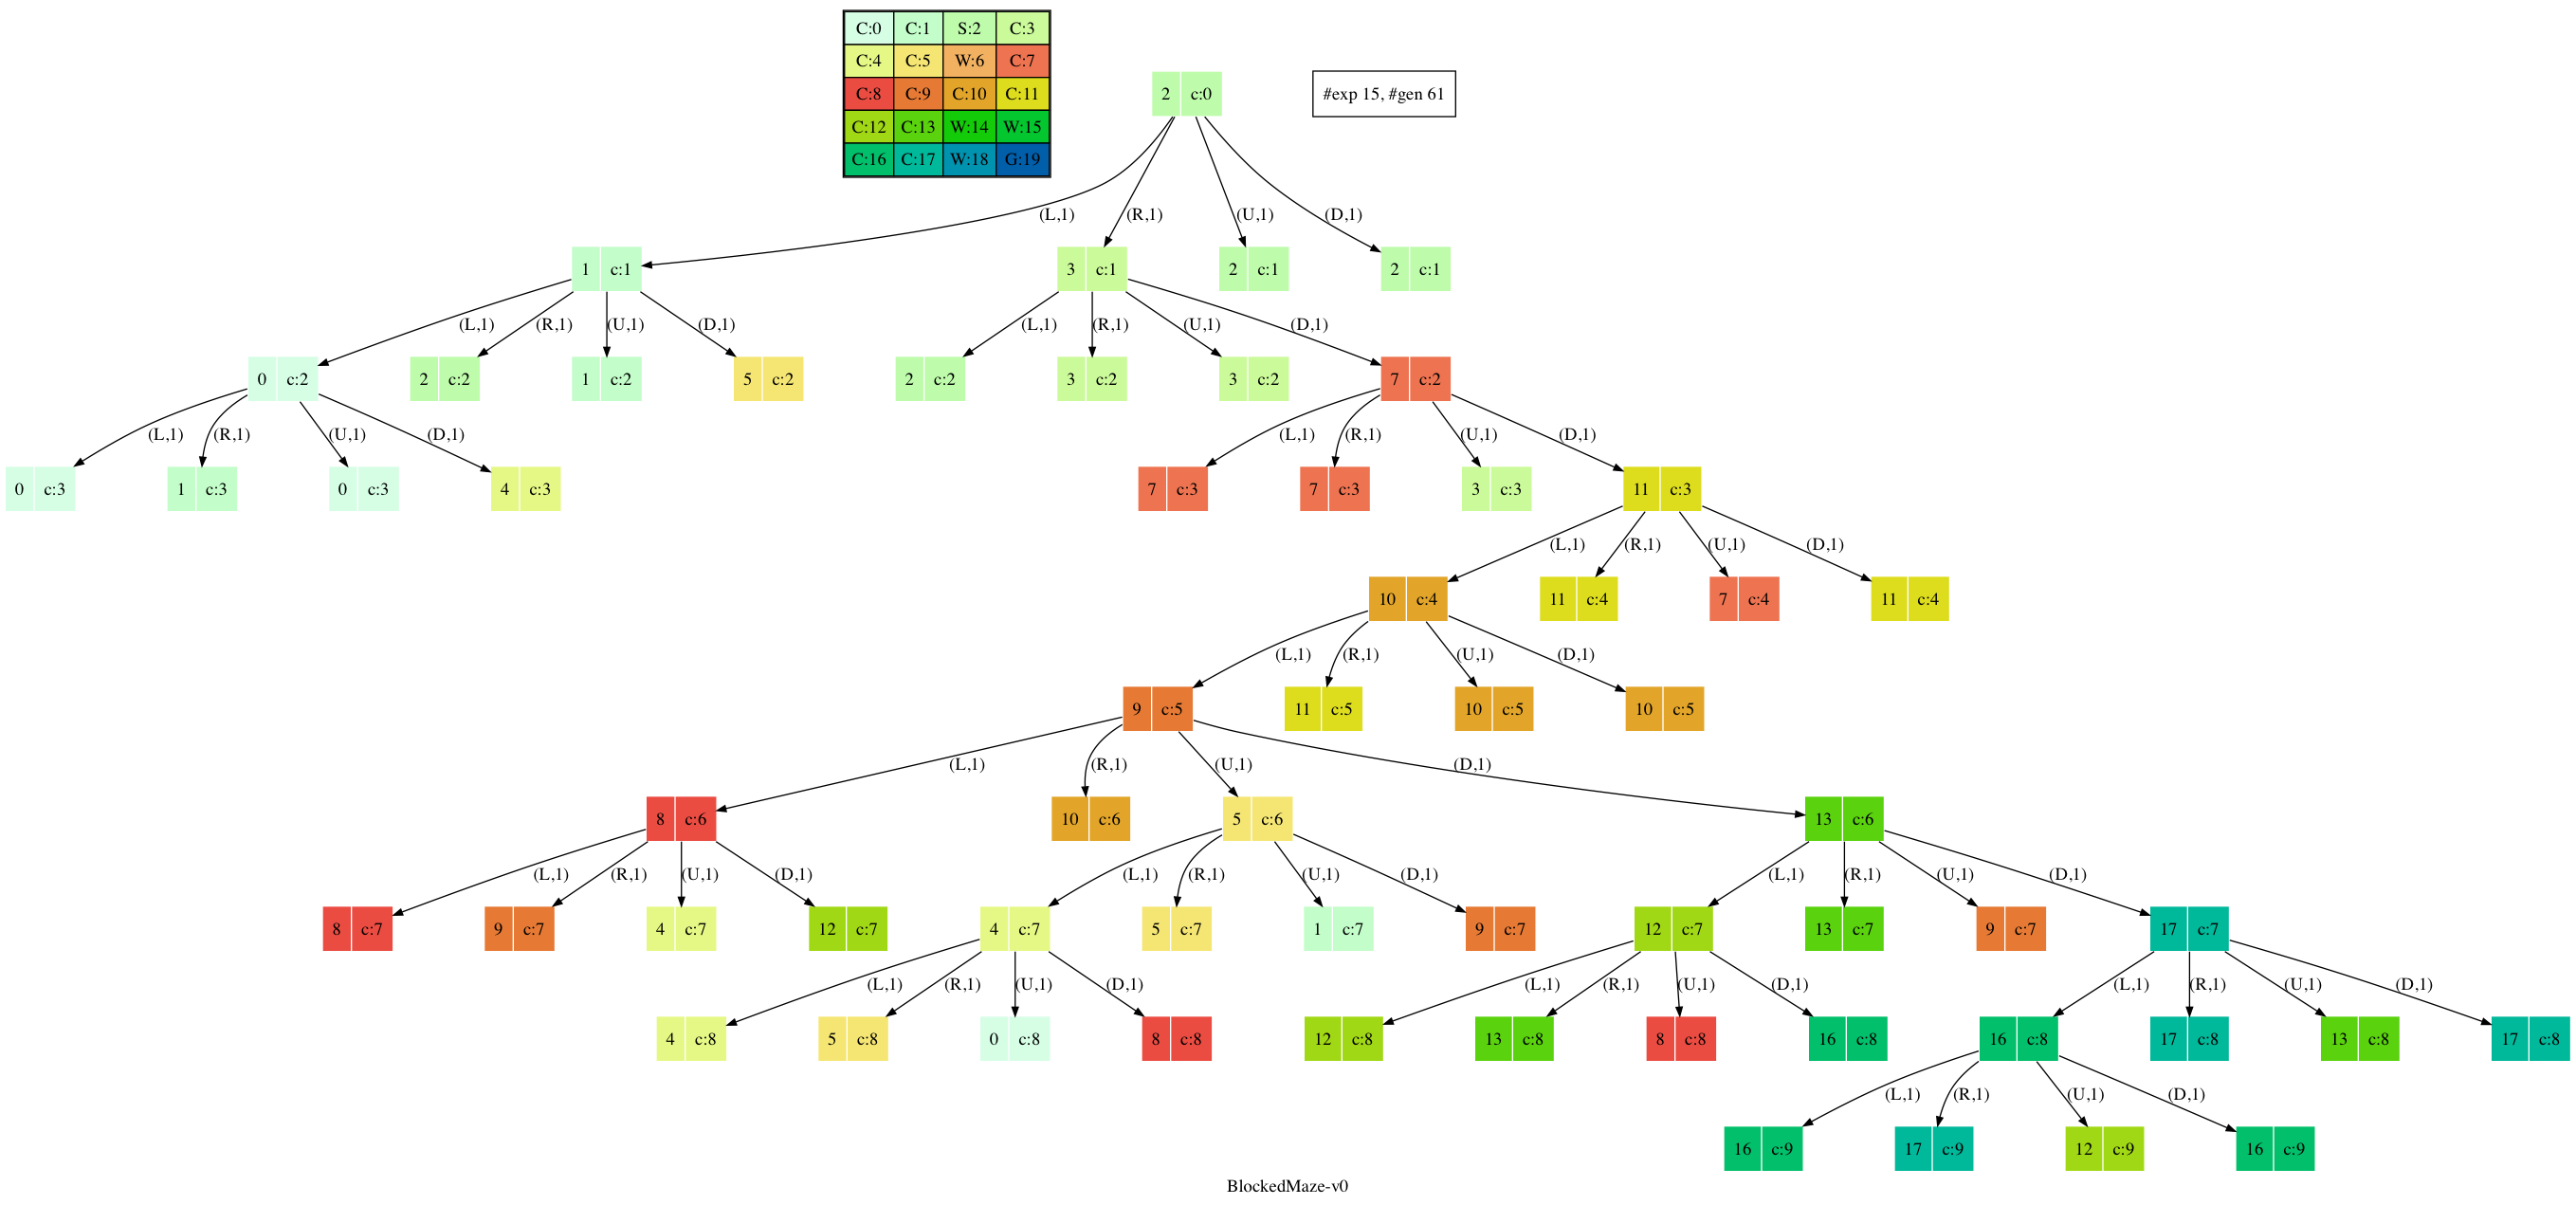 C:0 C:1 S:2 C:3
C:4 C:5 W:6 C:7
C:8 C:9 C:10 C:11
C:12 C:13 W:14 W:15
C:16 C:17 W:18 G:19
2 c:0
#exp 15, #gen 61
(L,1) (R,1) (U,1) (D,1)
1 c:1 3 c:1 2 c:1 2 c:1
(L,1) (R,1) (U,1) (D,1) (L,1) (R,1) (U,1) (D,1)
0 c:2 2 c:2 1 c:2 5 c:2 2 c:2 3 c:2 3 c:2 7 c:2
(L,1) (R,1) (U,1) (D,1) (L,1) (R,1) (U,1) (D,1)
0 c:3 1 c:3 0 c:3 4 c:3 7 c:3 7 c:3 3 c:3 11 c:3
(L,1) (R,1) (U,1) (D,1)
10 c:4 11 c:4 7 c:4 11 c:4
(L,1) (R,1) (U,1) (D,1)
9 c:5 11 c:5 10 c:5 10 c:5
(L,1) (R,1) (U,1) (D,1)
8 c:6 10 c:6 5 c:6 13 c:6
(L,1) (R,1) (U,1) (D,1) (L,1) (R,1) (U,1) (D,1) (L,1) (R,1) (U,1) (D,1)
8 c:7 9 c:7 4 c:7 12 c:7 4 c:7 5 c:7 1 c:7 9 c:7 12 c:7 13 c:7 9 c:7 17 c:7
(L,1) (R,1) (U,1) (D,1) (L,1) (R,1) (U,1) (D,1) (L,1) (R,1) (U,1) (D,1)
4 c:8 5 c:8 0 c:8 8 c:8 12 c:8 13 c:8 8 c:8 16 c:8 16 c:8 17 c:8 13 c:8 17 c:8
(L,1) (R,1) (U,1) (D,1)
16 c:9 17 c:9 12 c:9 16 c:9
BlockedMaze-v0